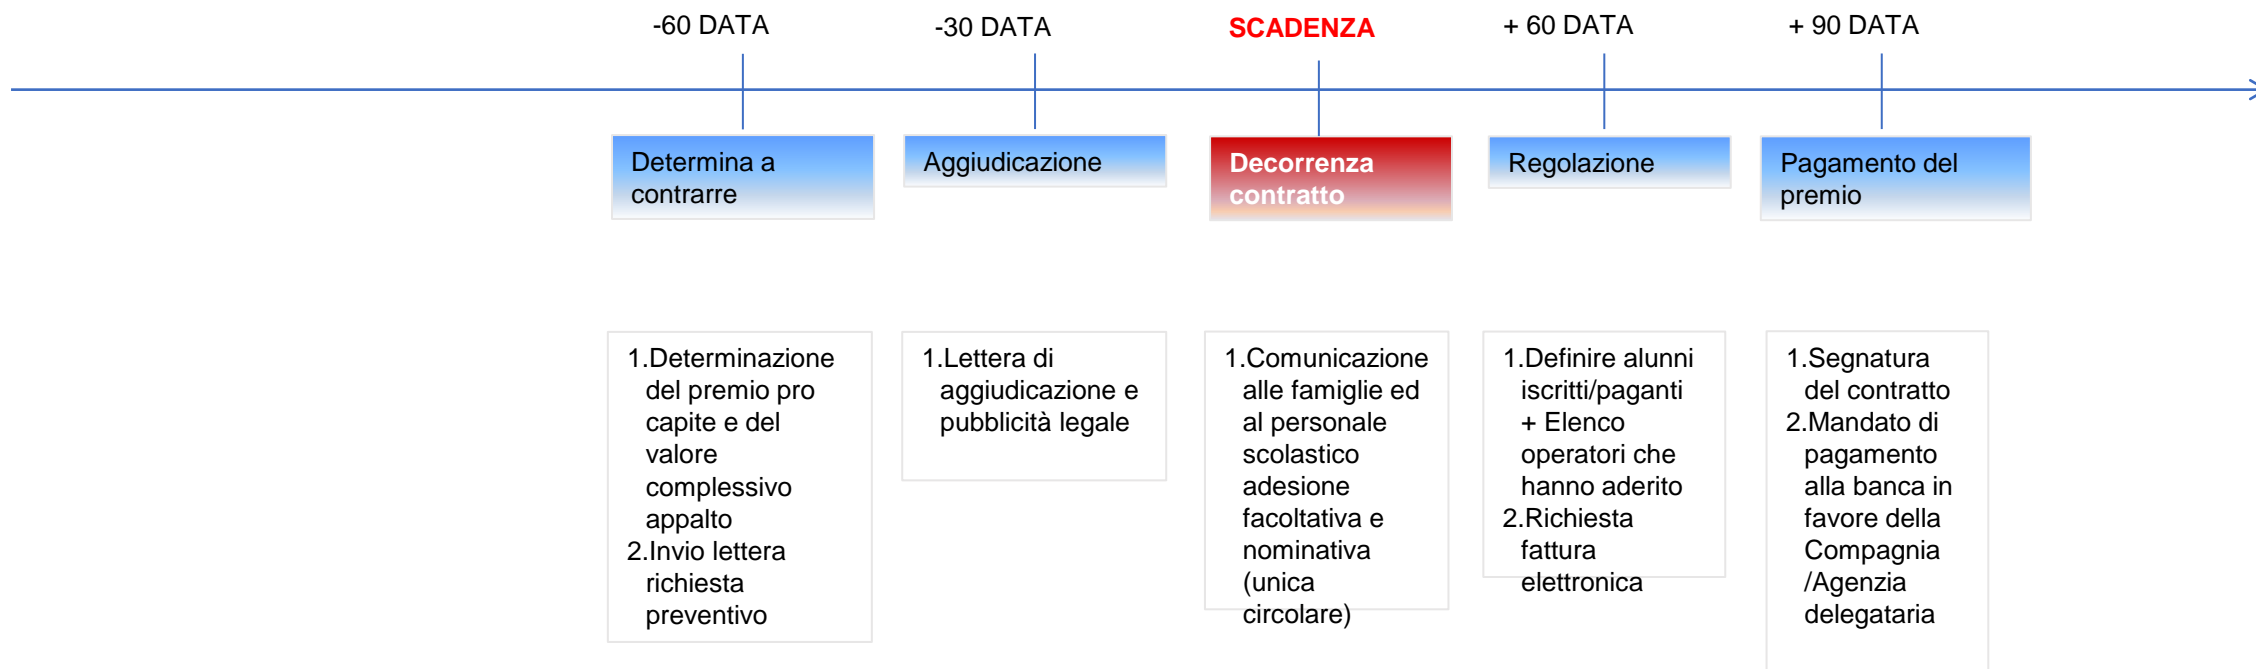 -60 DATA
-30 DATA
SCADENZA
+ 60 DATA
+ 90 DATA
Determina a
contrarre
Aggiudicazione
Decorrenza
contratto
Regolazione
Pagamento del
premio
1.Determinazione
del premio pro
capite e del
valore
complessivo
appalto
2.Invio lettera
richiesta
preventivo
1.Lettera di
aggiudicazione e
pubblicità legale
1.Comunicazione
alle famiglie ed
al personale
scolastico
adesione
facoltativa e
nominativa
(unica
circolare)
1.Definire alunni
iscritti/paganti
+ Elenco
operatori che
hanno aderito
2.Richiesta
fattura
elettronica
1.Segnatura
del contratto
2.Mandato di
pagamento
alla banca in
favore della
Compagnia
/Agenzia
delegataria